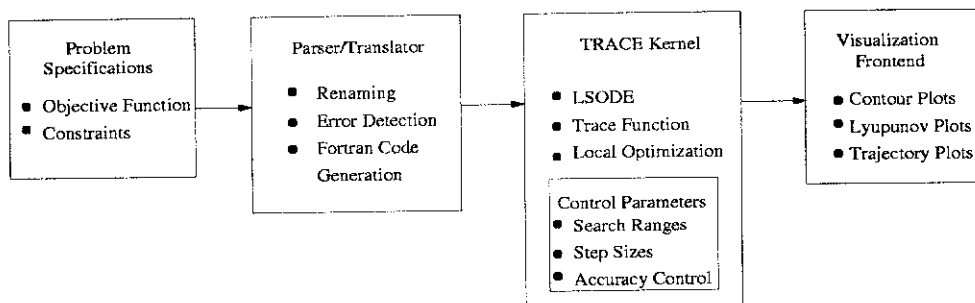 Problem
Specifications
Objective Function
Constraints
Parser/Translator
Renaming
Error Detection
Fortran Code
Generation
TRACE Kernel
LSODE
Trace Function
Local Optimization
Control Parameters
Search Ranges
Step Sizes
Accuracy Control
Visualization
Frontend
Contour Plots
Lyupunov Plots
Trajectory Plots